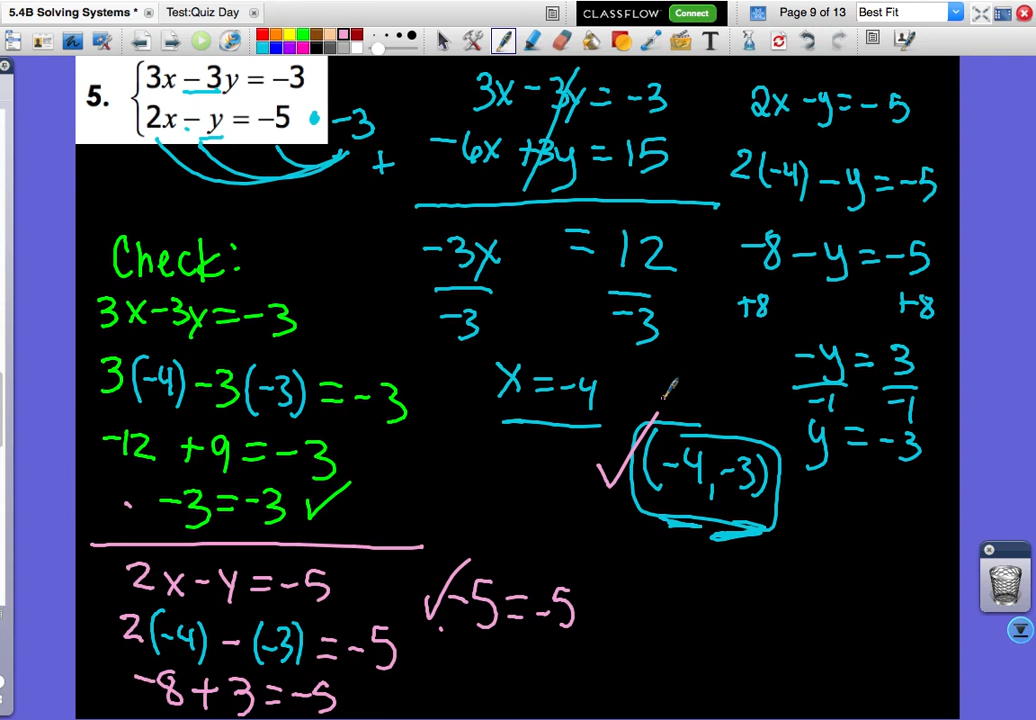 5.4B Solving Systems * Test:Quiz Day
CLASSFLOW Connect Page 9 of 13 Best Fit
5. 3x − 3y = −3
2x − y = −5 • −3
+
3x − 3y = −3
−6x + 3y = 15
−3x = 12
−3 −3
x = −4
2x − y = −5
2(−4) − y = −5
−8 − y = −5
+8 +8
−y = 3
−1 −1
y = −3
(−4, −3)
Check:
3x − 3y = −3
3(−4) − 3(−3) = −3
−12 + 9 = −3
−3 = −3 ✓
2x − y = −5
2(−4) − (−3) = −5
−8 + 3 = −5
✓ −5 = −5